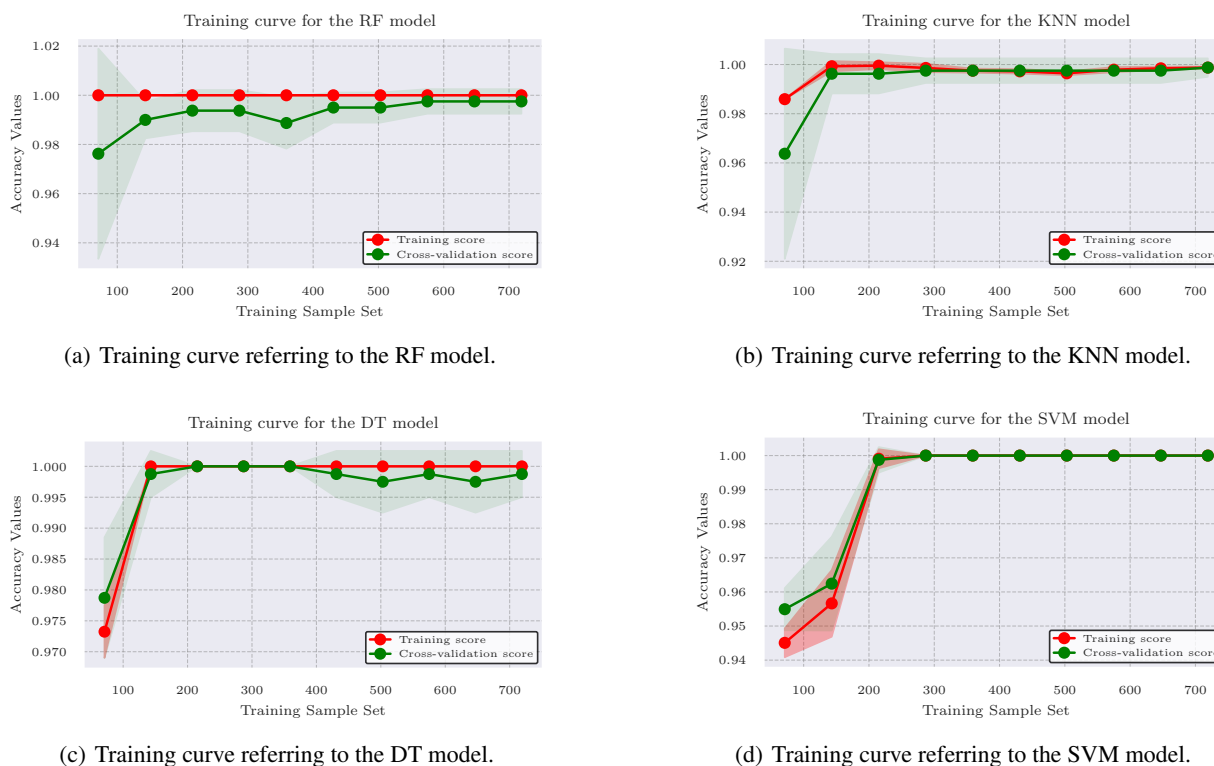 Training curve for the RF model
1.02
1.00
0.98
0.96
0.94
Accuracy Values
Training score
Cross-validation score
100 200 300 400 500 600 700
Training Sample Set
(a) Training curve referring to the RF model.
Training curve for the KNN model
1.00
0.98
0.96
0.94
0.92
Accuracy Values
Training score
Cross-validation score
100 200 300 400 500 600 700
Training Sample Set
(b) Training curve referring to the KNN model.
Training curve for the DT model
1.000
0.995
0.990
0.985
0.980
0.975
0.970
Accuracy Values
Training score
Cross-validation score
100 200 300 400 500 600 700
Training Sample Set
(c) Training curve referring to the DT model.
Training curve for the SVM model
1.00
0.99
0.98
0.97
0.96
0.95
0.94
Accuracy Values
Training score
Cross-validation score
100 200 300 400 500 600 700
Training Sample Set
(d) Training curve referring to the SVM model.